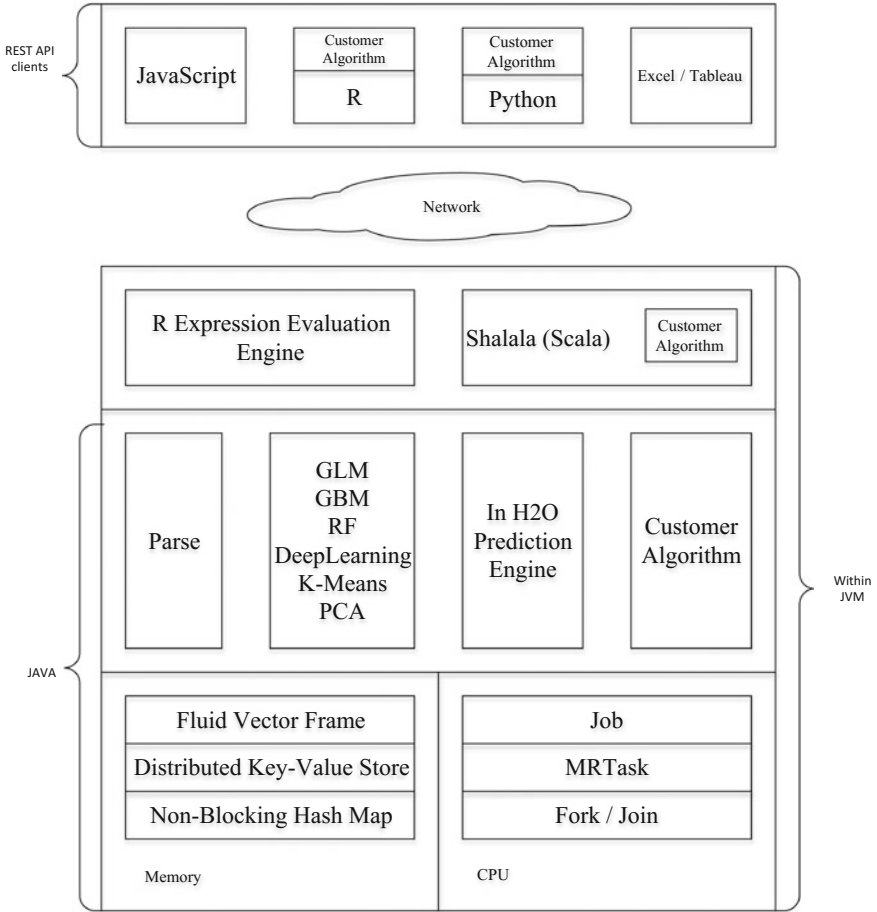 REST API
clients
JavaScript
Customer
Algorithm
R
Customer
Algorithm
Python
Excel / Tableau
Network
R Expression Evaluation
Engine
Shalala (Scala)
Customer
Algorithm
Parse
GLM
GBM
RF
DeepLearning
K-Means
PCA
In H2O
Prediction
Engine
Customer
Algorithm
Within
JVM
JAVA
Fluid Vector Frame
Distributed Key-Value Store
Non-Blocking Hash Map
Memory
Job
MRTask
Fork / Join
CPU